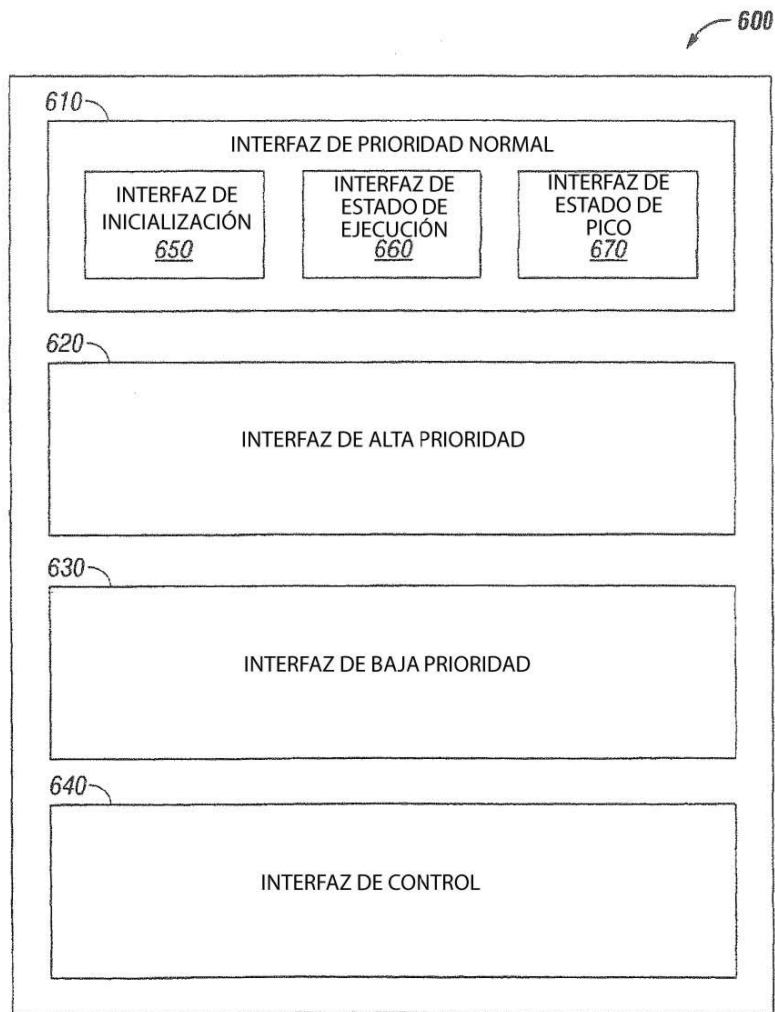 600
610
INTERFAZ DE PRIORIDAD NORMAL
INTERFAZ DE
INICIALIZACIÓN
650
INTERFAZ DE
ESTADO DE
EJECUCIÓN
660
INTERFAZ DE
ESTADO DE
PICO
670
620
INTERFAZ DE ALTA PRIORIDAD
630
INTERFAZ DE BAJA PRIORIDAD
640
INTERFAZ DE CONTROL